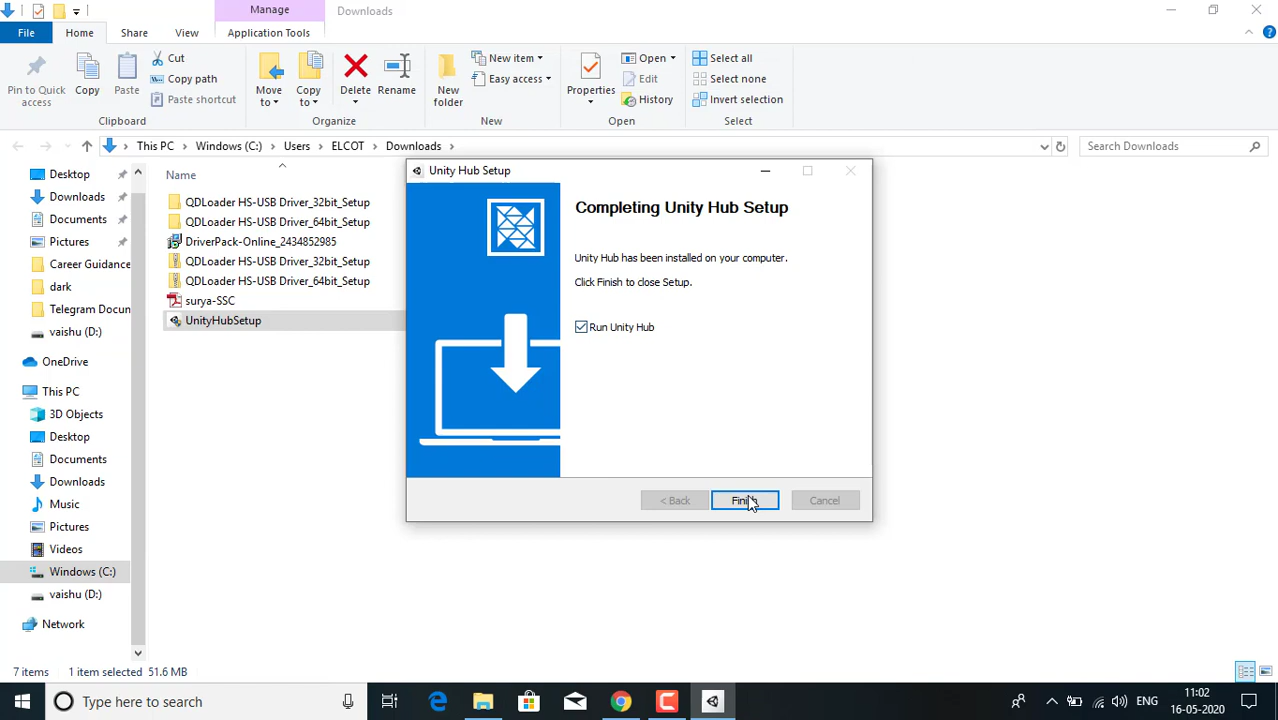 Manage
Downloads
File
Home
Share
View
Application Tools
Pin to Quick access
Copy
Paste
Cut
Copy path
Paste shortcut
Clipboard
Move to
Copy to
Delete
Rename
Organize
New folder
New item
Easy access
New
Properties
Open
Edit
History
Open
Select all
Select none
Invert selection
Select
This PC
Windows (C:)
Users
ELCOT
Downloads
Search Downloads
Desktop
Downloads
Documents
Pictures
Career Guidance
dark
Telegram Docun
vaishu (D:)
OneDrive
This PC
3D Objects
Desktop
Documents
Downloads
Music
Pictures
Videos
Windows (C:)
vaishu (D:)
Network
Name
QDLoader HS-USB Driver_32bit_Setup
QDLoader HS-USB Driver_64bit_Setup
DriverPack-Online_2434852985
QDLoader HS-USB Driver_32bit_Setup
QDLoader HS-USB Driver_64bit_Setup
surya-SSC
UnityHubSetup
Unity Hub Setup
Completing Unity Hub Setup
Unity Hub has been installed on your computer.
Click Finish to close Setup.
Run Unity Hub
< Back
Finish
Cancel
7 items
1 item selected 51.6 MB
Type here to search
ENG
11:02
16-05-2020